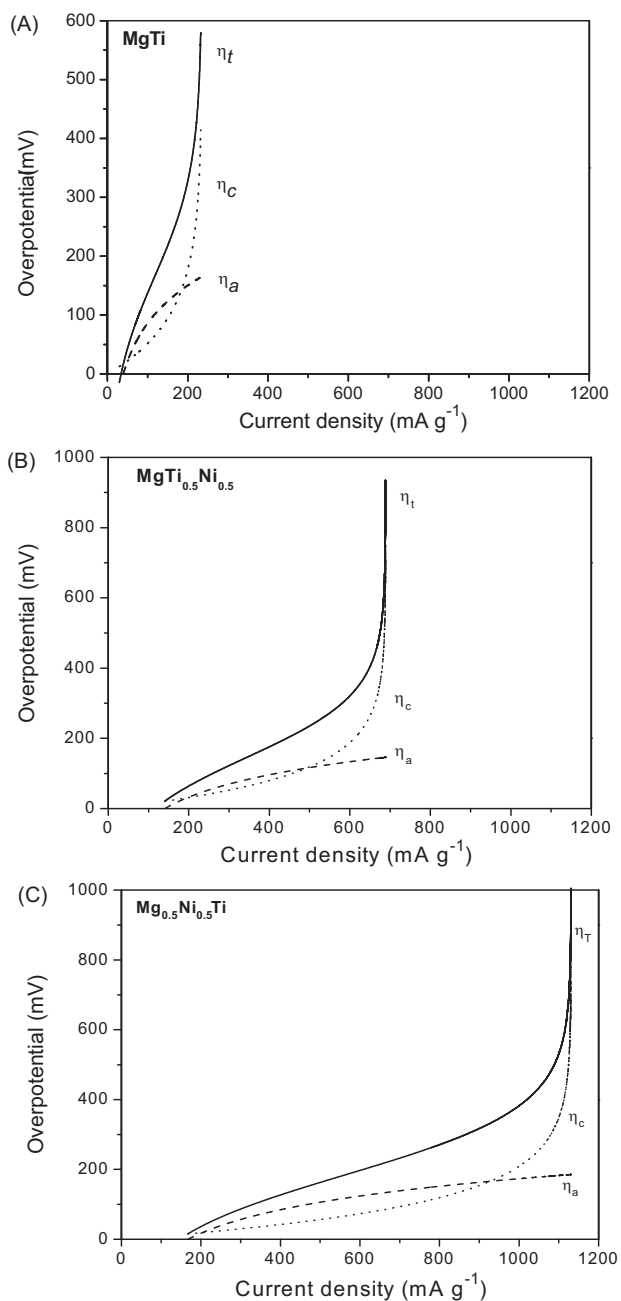 (A)
MgTi
ηt
ηc
ηa
Overpotential(mV)
600
500
400
300
200
100
0
0 200 400 600 800 1000 1200
Current density (mA g⁻¹)
(B)
MgTi₀.₅Ni₀.₅
ηt
ηc
ηa
Overpotential (mV)
1000
800
600
400
200
0
0 200 400 600 800 1000 1200
Current density (mA g⁻¹)
(C)
Mg₀.₅Ni₀.₅Ti
ηT
ηc
ηa
Overpotential (mV)
1000
800
600
400
200
0
0 200 400 600 800 1000 1200
Current density (mA g⁻¹)